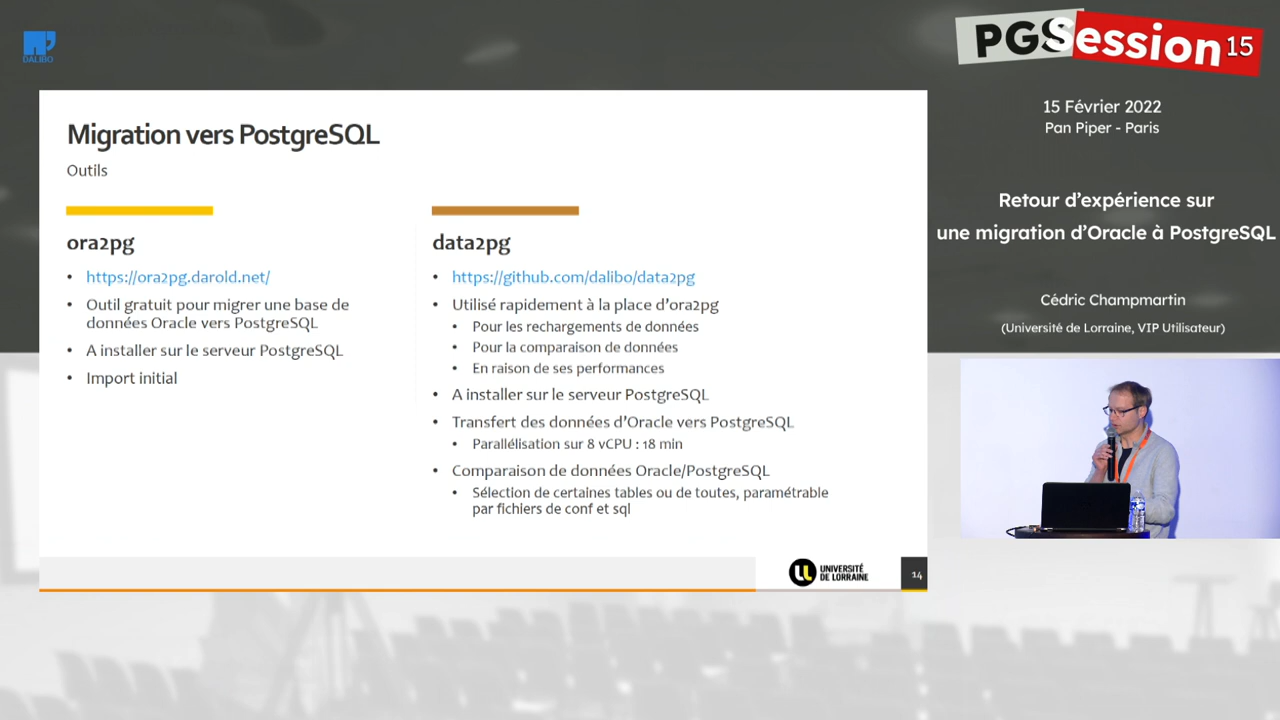 DALIBO
PGSession 15
15 Février 2022
Pan Piper - Paris
Retour d'expérience sur
une migration d'Oracle à PostgreSQL
Cédric Champmartin
(Université de Lorraine, VIP Utilisateur)
Migration vers PostgreSQL
Outils
ora2pg
• https://ora2pg.darold.net/
• Outil gratuit pour migrer une base de
données Oracle vers PostgreSQL
• A installer sur le serveur PostgreSQL
• Import initial
data2pg
• https://github.com/dalibo/data2pg
• Utilisé rapidement à la place d'ora2pg
• Pour les rechargements de données
• Pour la comparaison de données
• En raison de ses performances
• A installer sur le serveur PostgreSQL
• Transfert des données d'Oracle vers PostgreSQL
• Parallélisation sur 8 vCPU : 18 min
• Comparaison de données Oracle/PostgreSQL
• Sélection de certaines tables ou de toutes, paramétrable
par fichiers de conf et sql
UNIVERSITÉ
DE LORRAINE
14